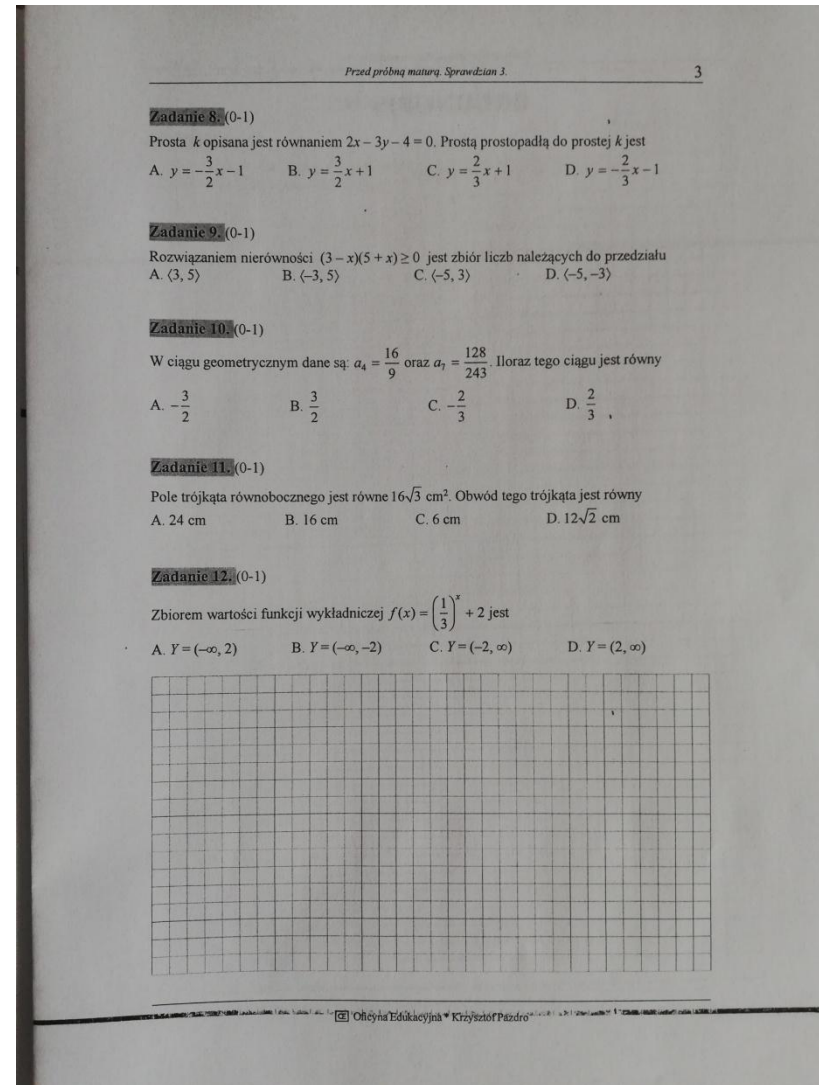 Przed próbną maturą. Sprawdzian 3. 3
Zadanie 8. (0-1)
Prosta k opisana jest równaniem 2x – 3y – 4 = 0. Prostą prostopadłą do prostej k jest
A. y = –3/2x – 1 B. y = 3/2x + 1 C. y = 2/3x + 1 D. y = –2/3x – 1
Zadanie 9. (0-1)
Rozwiązaniem nierówności (3 – x)(5 + x) ≥ 0 jest zbiór liczb należących do przedziału
A. ⟨3, 5⟩ B. ⟨–3, 5⟩ C. ⟨–5, 3⟩ D. ⟨–5, –3⟩
Zadanie 10. (0-1)
W ciągu geometrycznym dane są: a₄ = 16/9 oraz a₇ = 128/243. Iloraz tego ciągu jest równy
A. –3/2 B. 3/2 C. –2/3 D. 2/3
Zadanie 11. (0-1)
Pole trójkąta równobocznego jest równe 16√3 cm². Obwód tego trójkąta jest równy
A. 24 cm B. 16 cm C. 6 cm D. 12√2 cm
Zadanie 12. (0-1)
Zbiorem wartości funkcji wykładniczej f(x) = (1/3)ˣ + 2 jest
A. Y = (–∞, 2) B. Y = (–∞, –2) C. Y = (–2, ∞) D. Y = (2, ∞)
OE Oficyna Edukacyjna * Krzysztof Pazdro